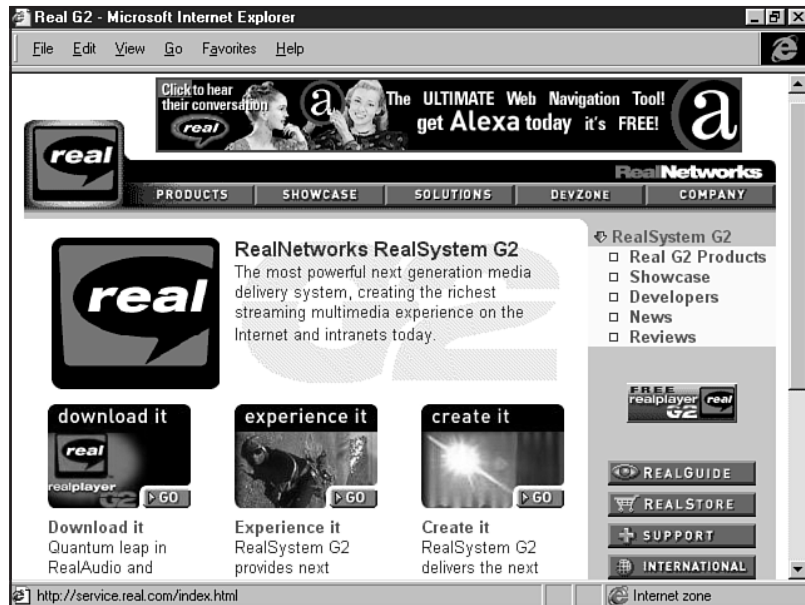 Real G2 - Microsoft Internet Explorer
File Edit View Go Favorites Help
Click to hear
their conversation
real
a
The ULTIMATE Web Navigation Tool!
get Alexa today it's FREE!
a
real
RealNetworks
PRODUCTS SHOWCASE SOLUTIONS DEVZONE COMPANY
real
RealNetworks RealSystem G2
The most powerful next generation media
delivery system, creating the richest
streaming multimedia experience on the
Internet and intranets today.
G2
RealSystem G2
Real G2 Products
Showcase
Developers
News
Reviews
FREE
realplayer
G2
real
download it
real
realplayer
G2
GO
experience it
GO
create it
GO
Download it
Quantum leap in
RealAudio and
Experience it
RealSystem G2
provides next
Create it
RealSystem G2
delivers the next
REALGUIDE
REALSTORE
SUPPORT
INTERNATIONAL
http://service.real.com/index.html
Internet zone